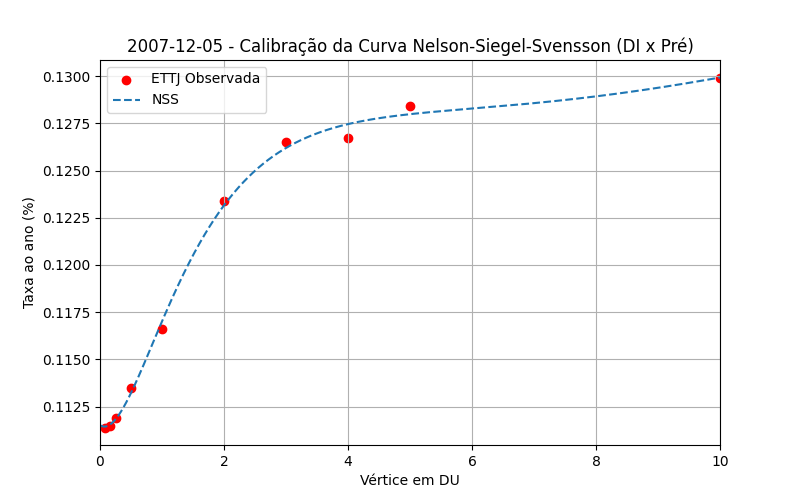 2007-12-05 - Calibração da Curva Nelson-Siegel-Svensson (DI x Pré)
ETTJ Observada
NSS
Taxa ao ano (%)
0.1300
0.1275
0.1250
0.1225
0.1200
0.1175
0.1150
0.1125
0 2 4 6 8 10
Vértice em DU